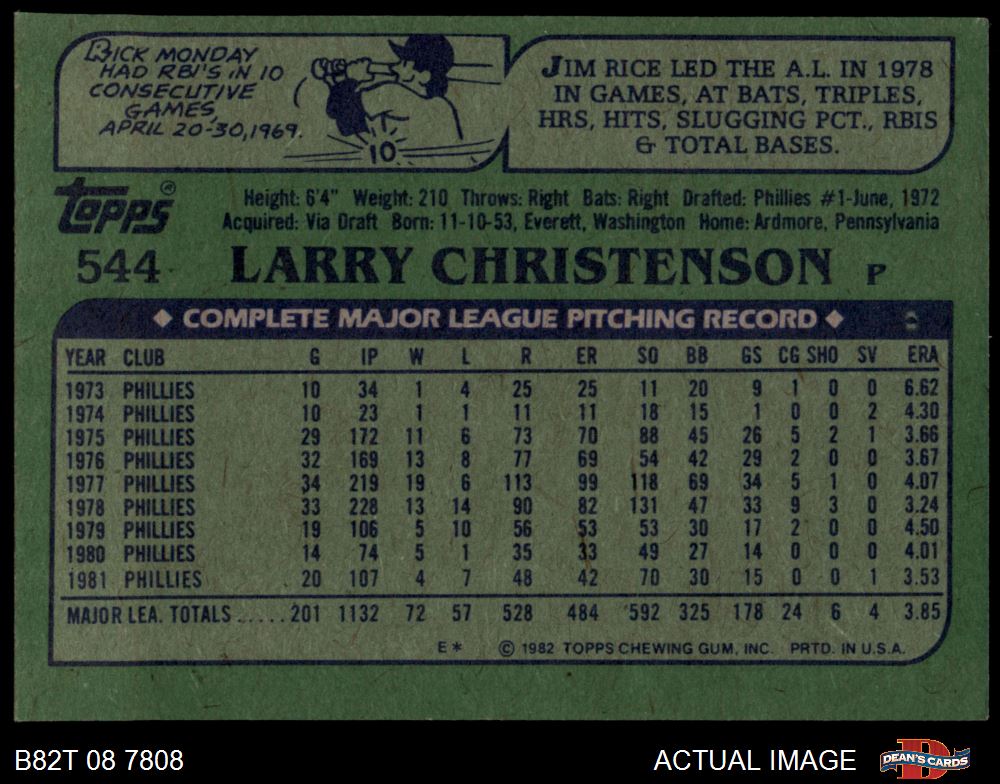 RICK MONDAY
HAD RBI'S IN 10
CONSECUTIVE
GAMES,
APRIL 20-30, 1969.
10
JIM RICE LED THE A.L. IN 1978
IN GAMES, AT BATS, TRIPLES,
HRS, HITS, SLUGGING PCT., RBIS
& TOTAL BASES.
Topps®
Height: 6'4" Weight: 210 Throws: Right Bats: Right Drafted: Phillies #1-June, 1972
Acquired: Via Draft Born: 11-10-53, Everett, Washington Home: Ardmore, Pennsylvania
544 LARRY CHRISTENSON P
◆ COMPLETE MAJOR LEAGUE PITCHING RECORD ◆
YEAR CLUB G IP W L R ER SO BB GS CG SHO SV ERA
1973 PHILLIES 10 34 1 4 25 25 11 20 9 1 0 0 6.62
1974 PHILLIES 10 23 1 1 11 11 18 15 1 0 0 2 4.30
1975 PHILLIES 29 172 11 6 73 70 88 45 26 5 2 1 3.66
1976 PHILLIES 32 169 13 8 77 69 54 42 29 2 0 0 3.67
1977 PHILLIES 34 219 19 6 113 99 118 69 34 5 1 0 4.07
1978 PHILLIES 33 228 13 14 90 82 131 47 33 9 3 0 3.24
1979 PHILLIES 19 106 5 10 56 53 53 30 17 2 0 0 4.50
1980 PHILLIES 14 74 5 1 35 33 49 27 14 0 0 0 4.01
1981 PHILLIES 20 107 4 7 48 42 70 30 15 0 0 1 3.53
MAJOR LEA. TOTALS.....201 1132 72 57 528 484 592 325 178 24 6 4 3.85
E* © 1982 TOPPS CHEWING GUM, INC. PRTD. IN U.S.A.
B82T 08 7808 ACTUAL IMAGE DEAN'S CARDS